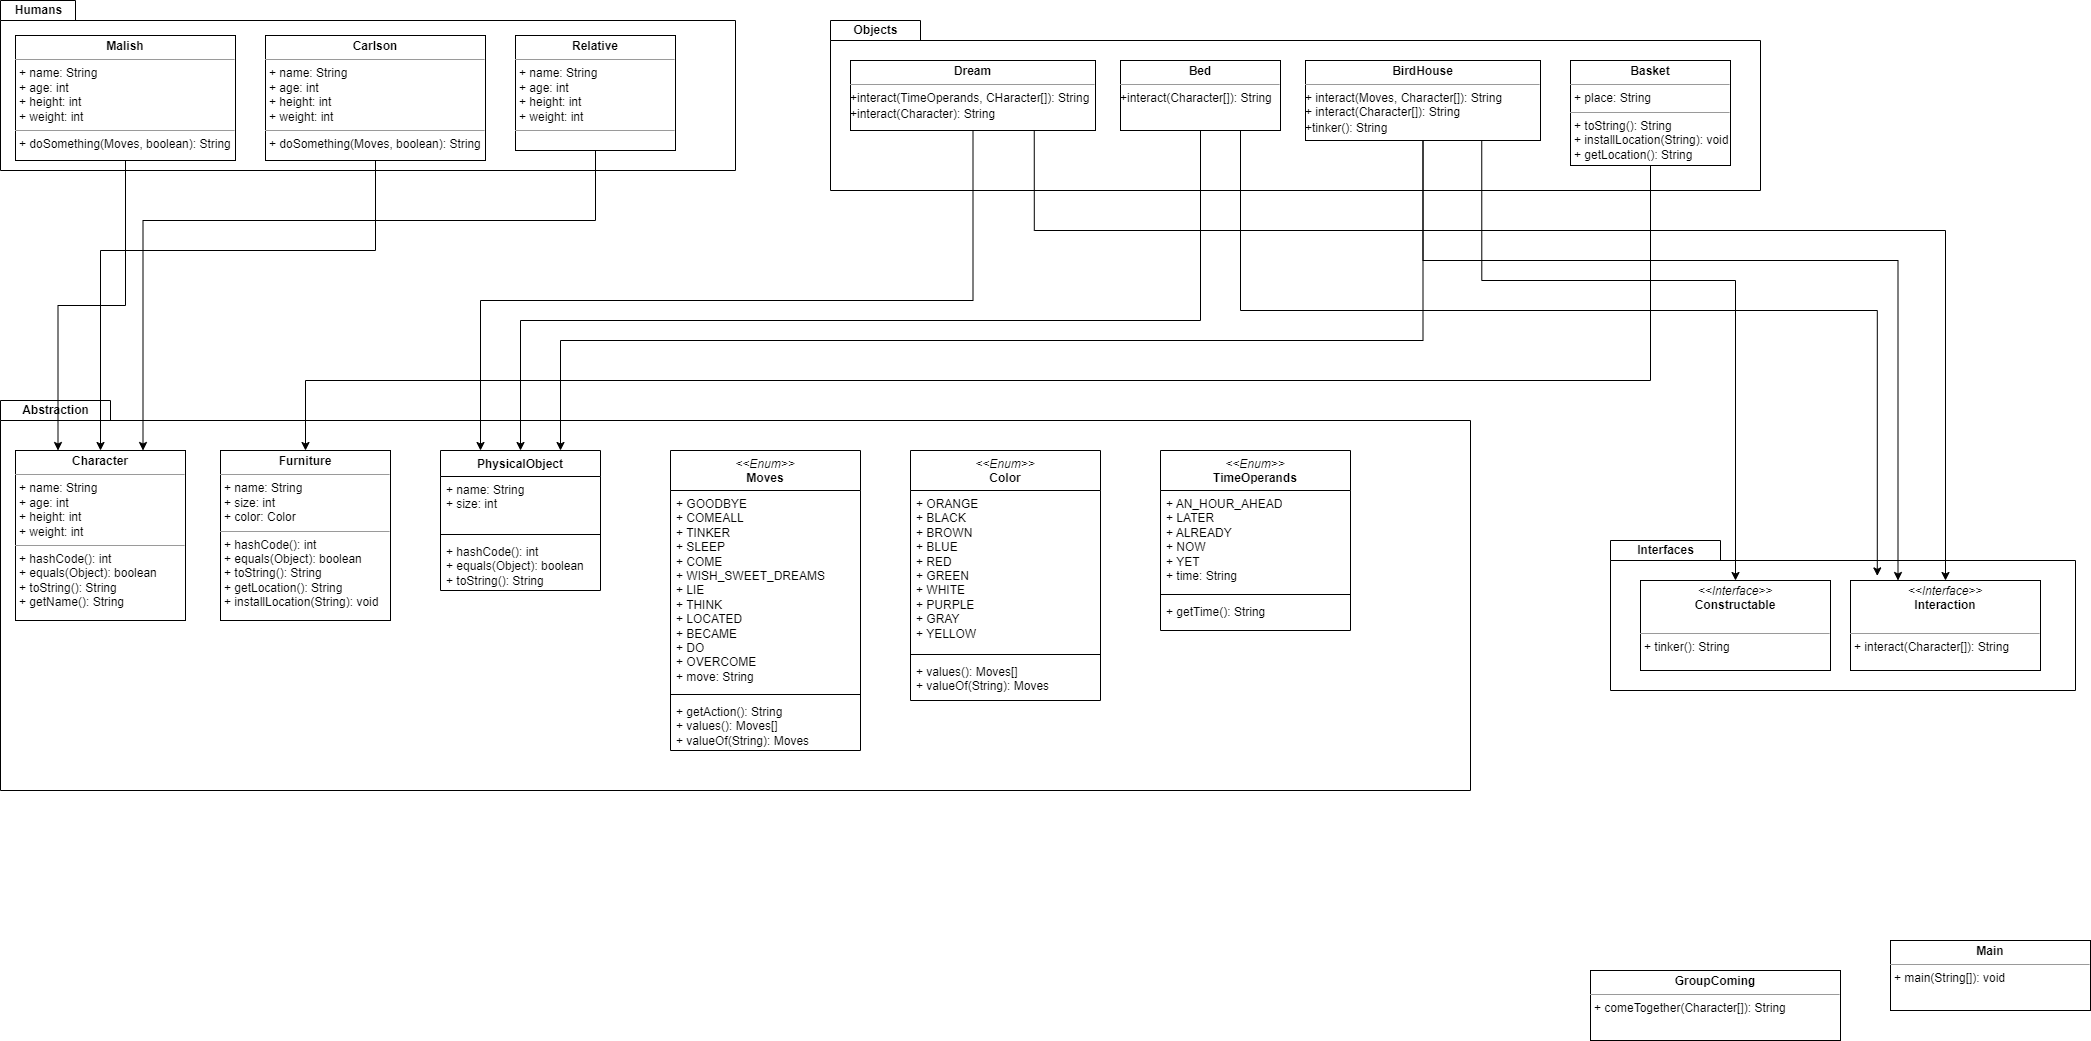 Humans
Malish
+ name: String
+ age: int
+ height: int
+ weight: int
+ doSomething(Moves, boolean): String
Carlson
+ name: String
+ age: int
+ height: int
+ weight: int
+ doSomething(Moves, boolean): String
Relative
+ name: String
+ age: int
+ height: int
+ weight: int
Objects
Dream
+interact(TimeOperands, CHaracter[]): String
+interact(Character): String
Bed
+interact(Character[]): String
BirdHouse
+ interact(Moves, Character[]): String
+ interact(Character[]): String
+tinker(): String
Basket
+ place: String
+ toString(): String
+ installLocation(String): void
+ getLocation(): String
Abstraction
Character
+ name: String
+ age: int
+ height: int
+ weight: int
+ hashCode(): int
+ equals(Object): boolean
+ toString(): String
+ getName(): String
Furniture
+ name: String
+ size: int
+ color: Color
+ hashCode(): int
+ equals(Object): boolean
+ toString(): String
+ getLocation(): String
+ installLocation(String): void
PhysicalObject
+ name: String
+ size: int
+ hashCode(): int
+ equals(Object): boolean
+ toString(): String
<<Enum>>
Moves
+ GOODBYE
+ COMEALL
+ TINKER
+ SLEEP
+ COME
+ WISH_SWEET_DREAMS
+ LIE
+ THINK
+ LOCATED
+ BECAME
+ DO
+ OVERCOME
+ move: String
+ getAction(): String
+ values(): Moves[]
+ valueOf(String): Moves
<<Enum>>
Color
+ ORANGE
+ BLACK
+ BROWN
+ BLUE
+ RED
+ GREEN
+ WHITE
+ PURPLE
+ GRAY
+ YELLOW
+ values(): Moves[]
+ valueOf(String): Moves
<<Enum>>
TimeOperands
+ AN_HOUR_AHEAD
+ LATER
+ ALREADY
+ NOW
+ YET
+ time: String
+ getTime(): String
Interfaces
<<Interface>>
Constructable
+ tinker(): String
<<Interface>>
Interaction
+ interact(Character[]): String
GroupComing
+ comeTogether(Character[]): String
Main
+ main(String[]): void